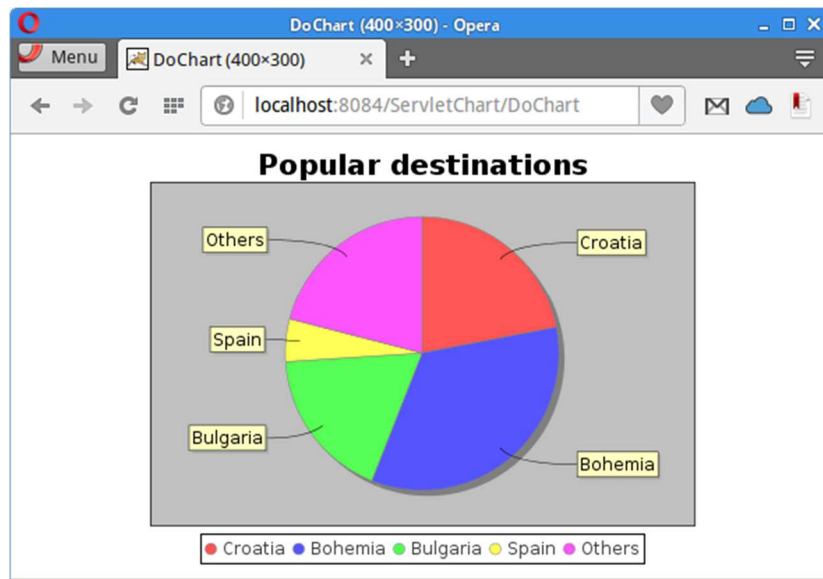 DoChart (400×300) - Opera
Menu
DoChart (400×300)
localhost:8084/ServletChart/DoChart
Popular destinations
Others
Croatia
Spain
Bulgaria
Bohemia
Croatia Bohemia Bulgaria Spain Others